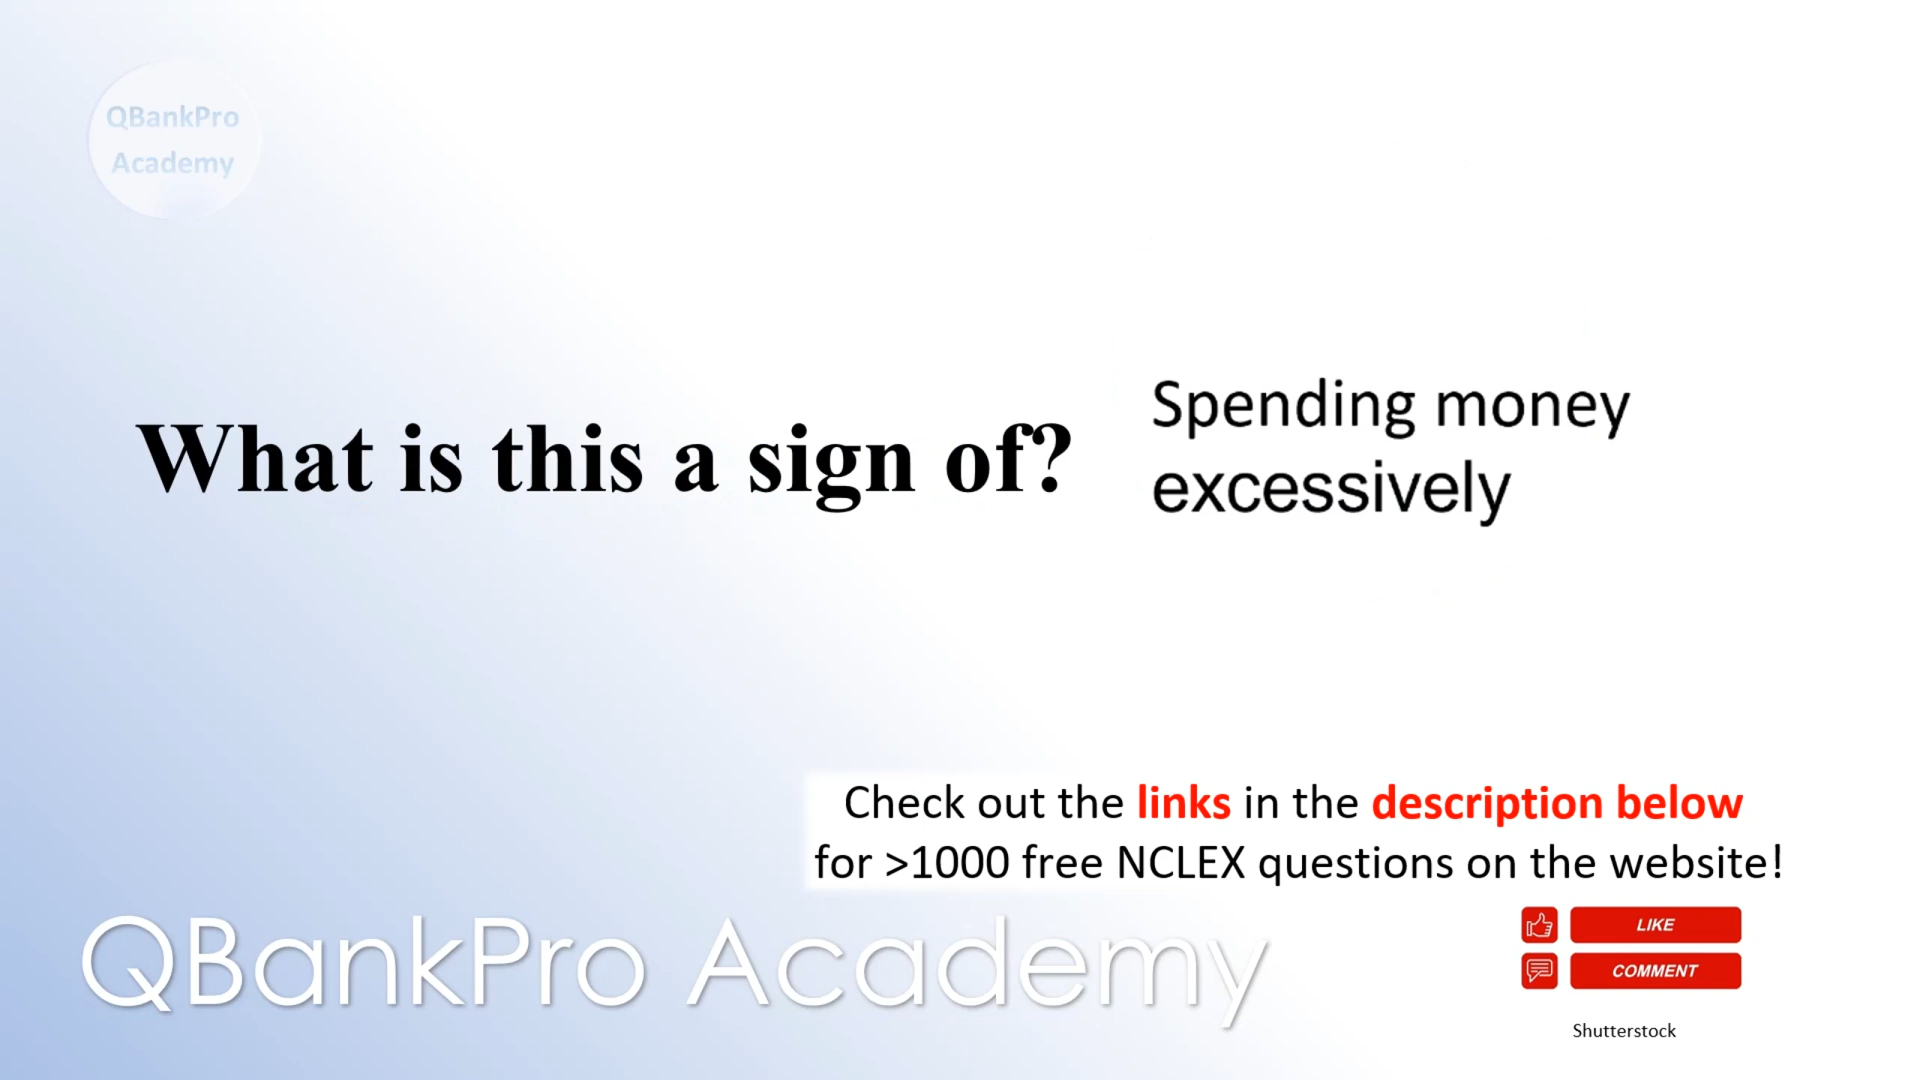 QBankPro
Academy
What is this a sign of?
Spending money
excessively
Check out the links in the description below
for >1000 free NCLEX questions on the website!
QBankPro Academy
LIKE
COMMENT
Shutterstock